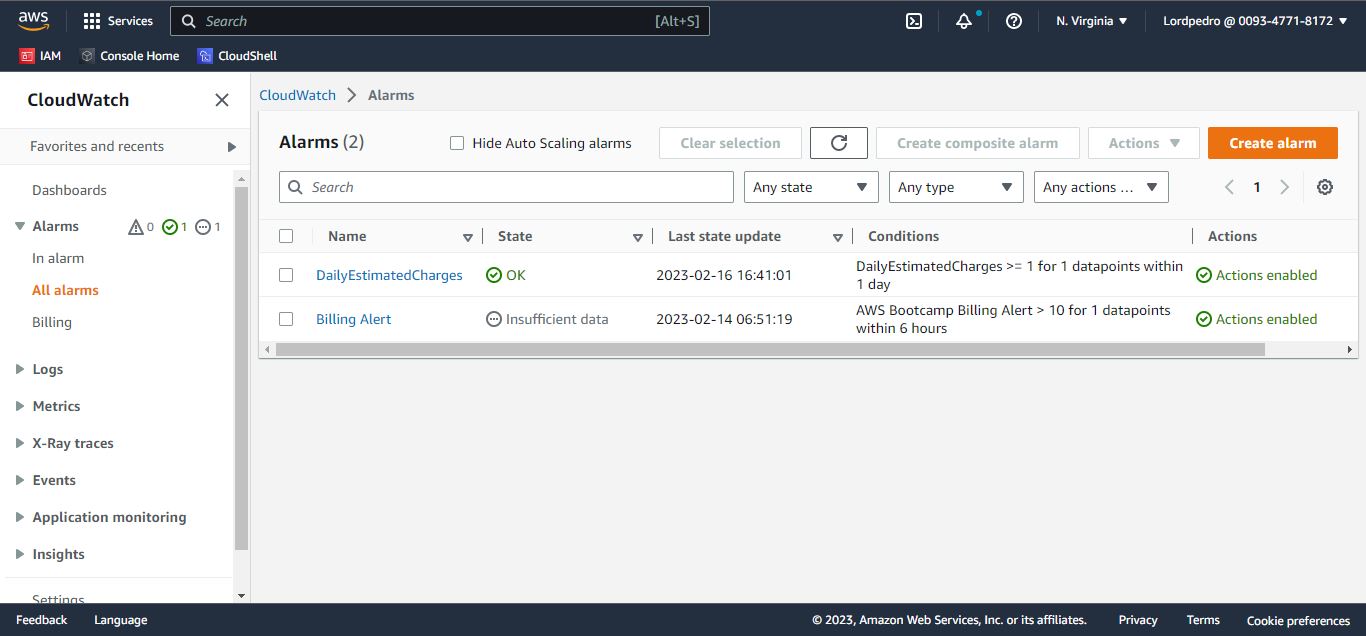 aws Services Search [Alt+S] N. Virginia Lordpedro @ 0093-4771-8172
IAM Console Home CloudShell
CloudWatch
Favorites and recents
Dashboards
Alarms 0 1 1
In alarm
All alarms
Billing
Logs
Metrics
X-Ray traces
Events
Application monitoring
Insights
Settings
CloudWatch Alarms
Alarms (2) Hide Auto Scaling alarms Clear selection Create composite alarm Actions Create alarm
Search Any state Any type Any actions ... 1
Name State Last state update Conditions Actions
DailyEstimatedCharges OK 2023-02-16 16:41:01 DailyEstimatedCharges >= 1 for 1 datapoints within
1 day Actions enabled
Billing Alert Insufficient data 2023-02-14 06:51:19 AWS Bootcamp Billing Alert > 10 for 1 datapoints
within 6 hours Actions enabled
Feedback Language © 2023, Amazon Web Services, Inc. or its affiliates. Privacy Terms Cookie preferences